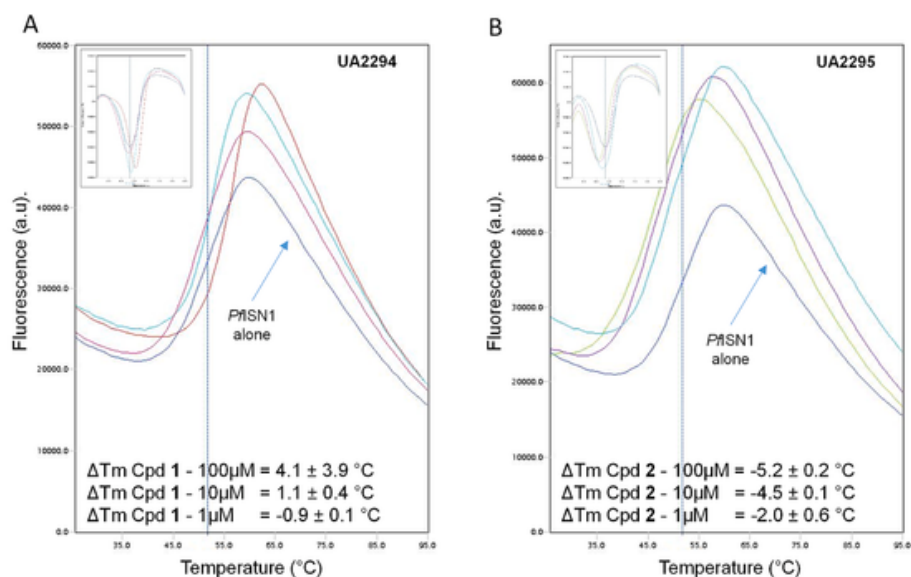 A
UA2294
60000.0
50000.0
40000.0
30000.0
20000.0
10000.0
0.0
Fluorescence (a.u).
PfISN1
alone
ΔTm Cpd 1 - 100µM = 4.1 ± 3.9 °C
ΔTm Cpd 1 - 10µM = 1.1 ± 0.4 °C
ΔTm Cpd 1 - 1µM = -0.9 ± 0.1 °C
35.0 45.0 55.0 65.0 75.0 85.0 95.0
Temperature (°C)
B
UA2295
60000.0
50000.0
40000.0
30000.0
20000.0
10000.0
0.0
Fluorescence (a.u).
PfISN1
alone
ΔTm Cpd 2 - 100µM = -5.2 ± 0.2 °C
ΔTm Cpd 2 - 10µM = -4.5 ± 0.1 °C
ΔTm Cpd 2 - 1µM = -2.0 ± 0.6 °C
35.0 45.0 55.0 65.0 75.0 85.0 95.0
Temperature (°C)